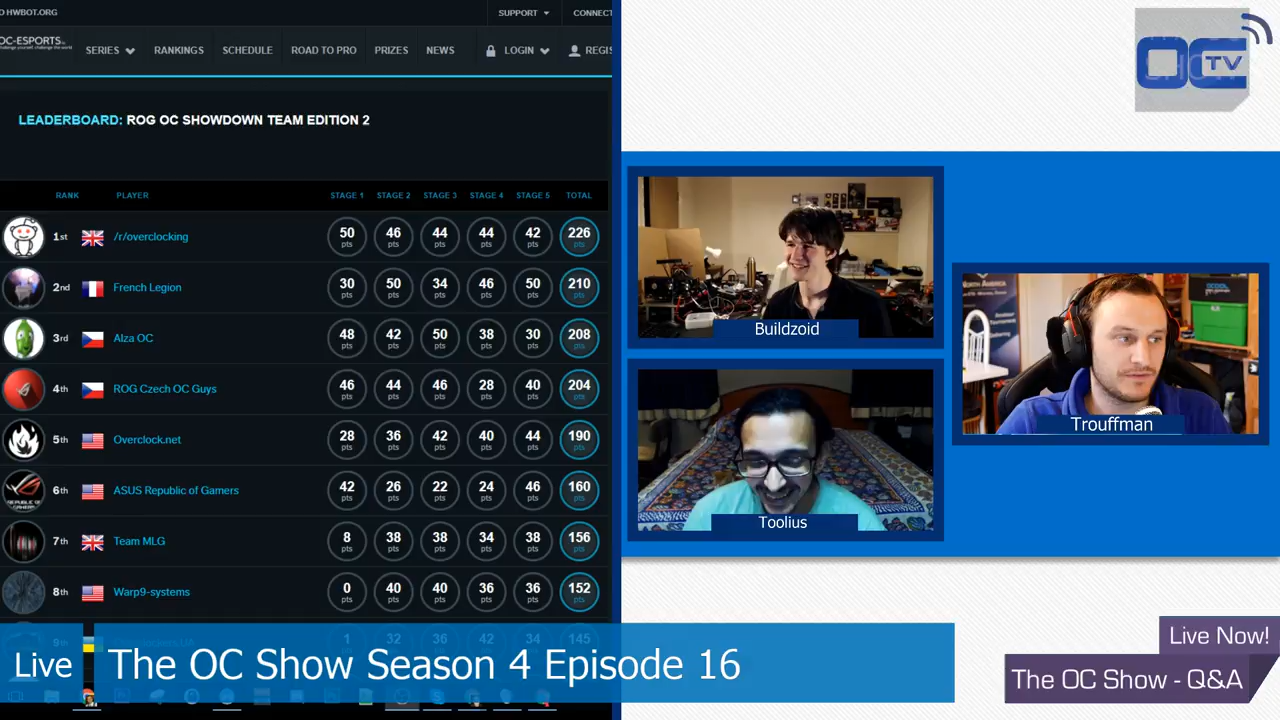 HWBOT.ORG
SUPPORT
CONNECT
OC-ESPORTS
SERIES
RANKINGS
SCHEDULE
ROAD TO PRO
PRIZES
NEWS
LOGIN
REGIS
LEADERBOARD: ROG OC SHOWDOWN TEAM EDITION 2
RANK PLAYER STAGE 1 STAGE 2 STAGE 3 STAGE 4 STAGE 5 TOTAL
1st /r/overclocking 50 46 44 44 42 226
pts pts pts pts pts pts
2nd French Legion 30 50 34 46 50 210
pts pts pts pts pts pts
3rd Alza OC 48 42 50 38 30 208
pts pts pts pts pts pts
4th ROG Czech OC Guys 46 44 46 28 40 204
pts pts pts pts pts pts
5th Overclock.net 28 36 42 40 44 190
pts pts pts pts pts pts
6th ASUS Republic of Gamers 42 26 22 24 46 160
pts pts pts pts pts pts
7th Team MLG 8 38 38 34 38 156
pts pts pts pts pts pts
8th Warp9-systems 0 40 40 36 36 152
pts pts pts pts pts pts
9th 1 32 36 42 34 145
OC TV
SHOW
Buildzoid
Toolius
Trouffman
Live
The OC Show Season 4 Episode 16
Live Now!
The OC Show - Q&A